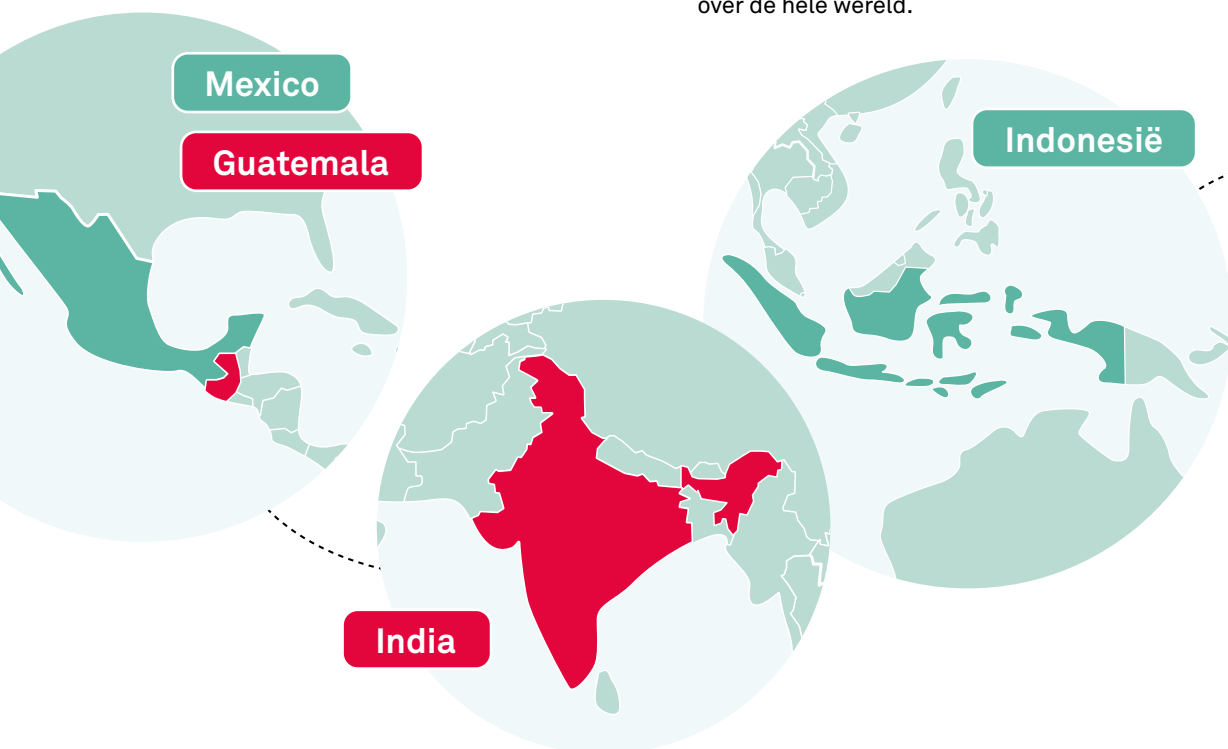 over de hele wereld.
Mexico
Guatemala
Indonesië
India